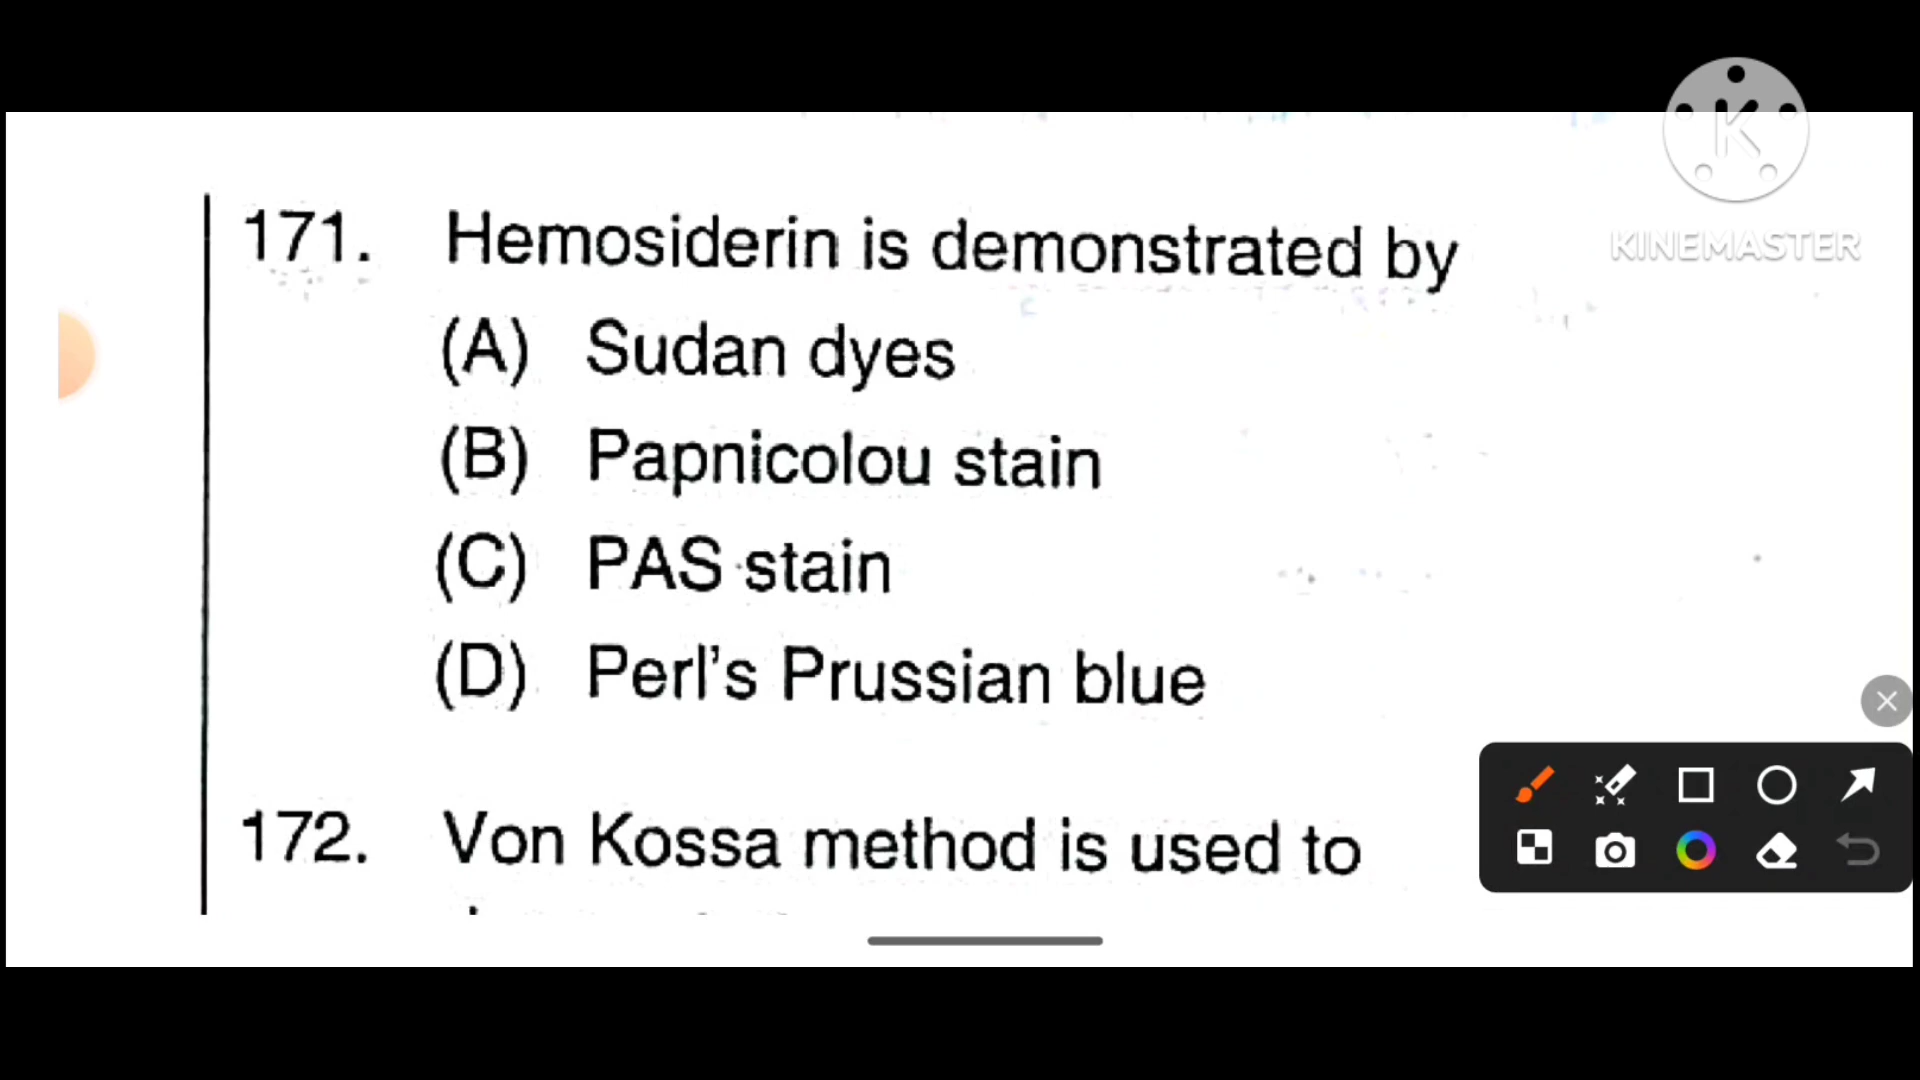 K
KINEMASTER
171. Hemosiderin is demonstrated by
(A) Sudan dyes
(B) Papnicolou stain
(C) PAS stain
(D) Perl's Prussian blue
172. Von Kossa method is used to